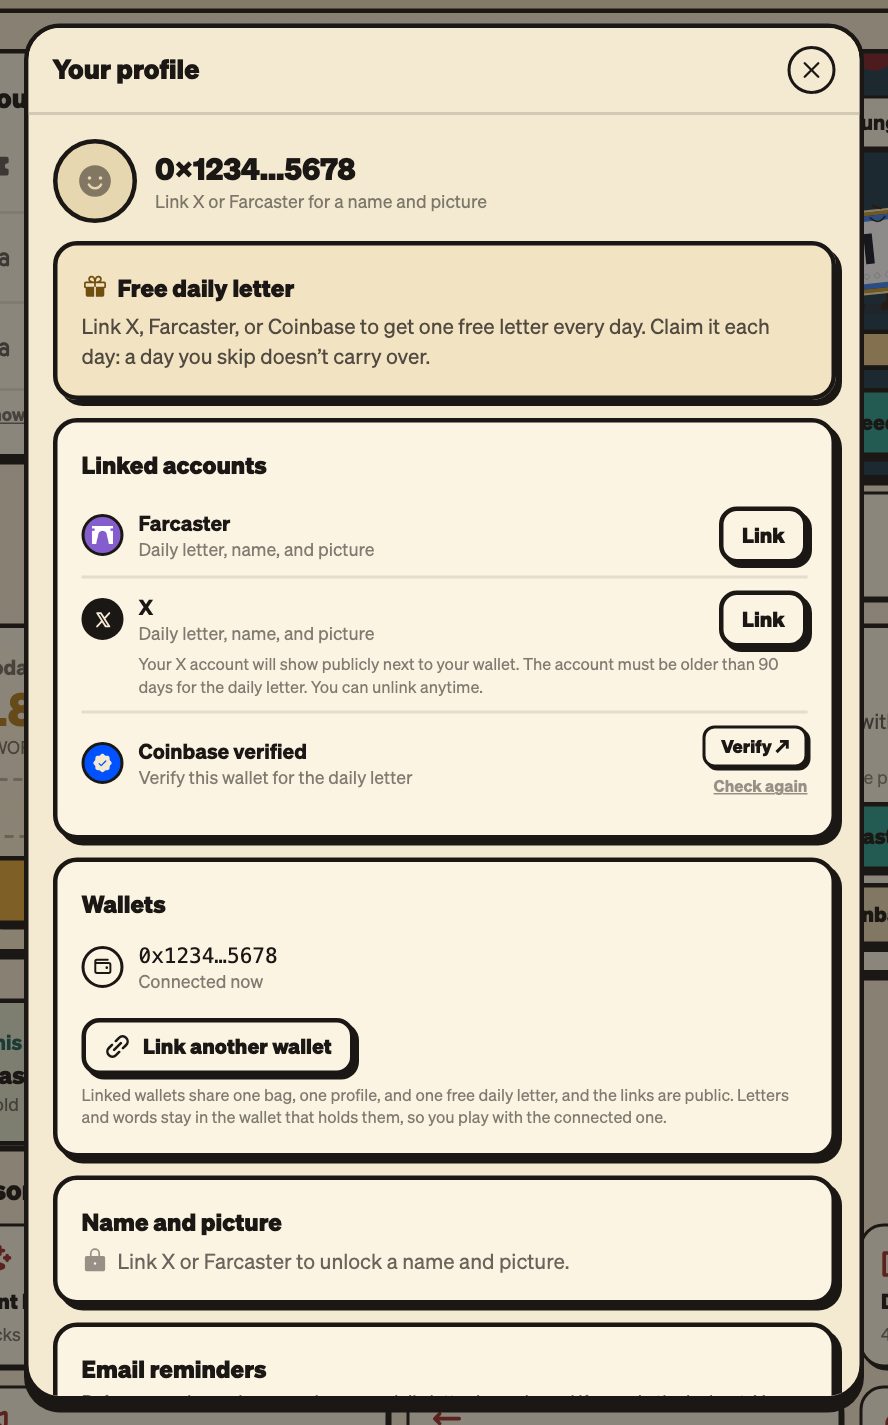 Your profile
0×1234...5678
Link X or Farcaster for a name and picture
Free daily letter
Link X, Farcaster, or Coinbase to get one free letter every day. Claim it each
day: a day you skip doesn’t carry over.
Linked accounts
Farcaster
Daily letter, name, and picture
Link
X
Daily letter, name, and picture
Link
Your X account will show publicly next to your wallet. The account must be older than 90
days for the daily letter. You can unlink anytime.
Coinbase verified
Verify this wallet for the daily letter
Verify
Check again
Wallets
0x1234…5678
Connected now
Link another wallet
Linked wallets share one bag, one profile, and one free daily letter, and the links are public. Letters
and words stay in the wallet that holds them, so you play with the connected one.
Name and picture
Link X or Farcaster to unlock a name and picture.
Email reminders